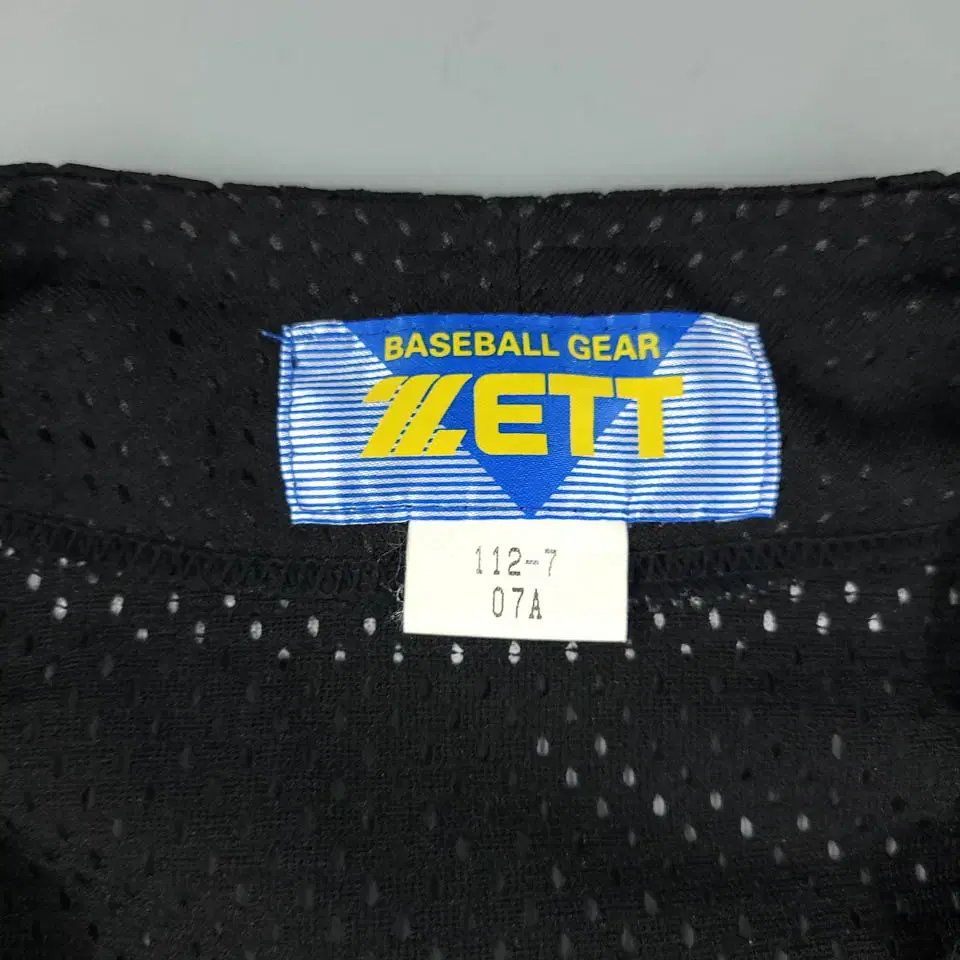 BASEBALL GEAR
ZETT
112-7
07A